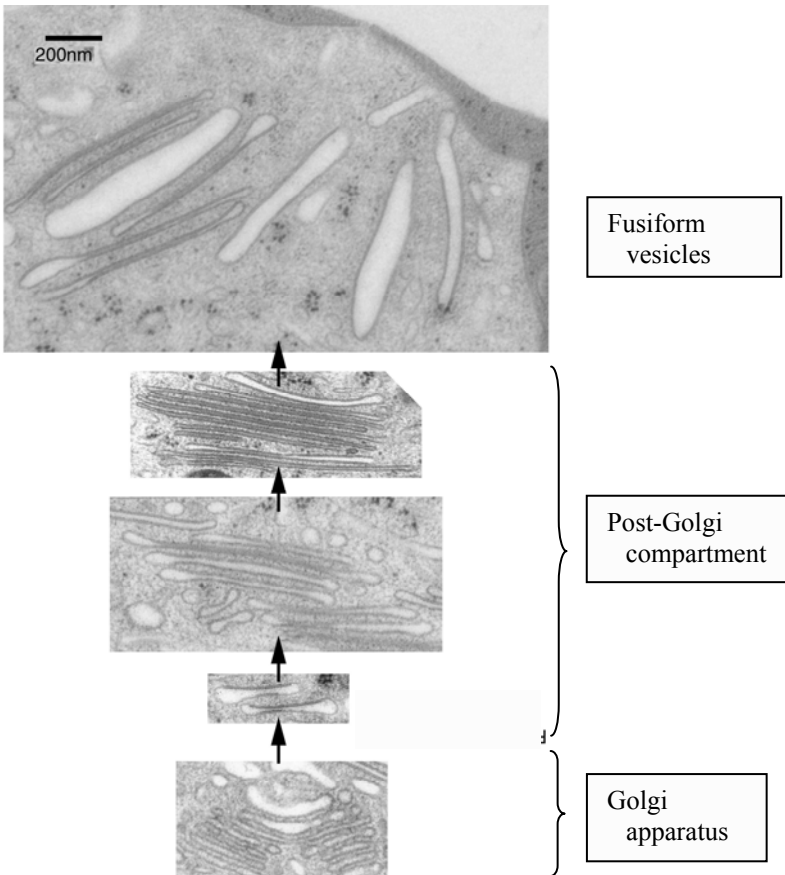 200nm
Fusiform
vesicles
Post-Golgi
compartment
Golgi
apparatus